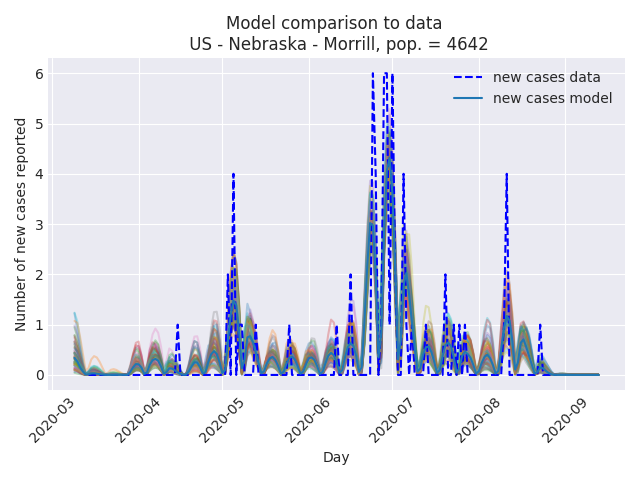 Model comparison to data
US - Nebraska - Morrill, pop. = 4642
new cases data
new cases model
Number of new cases reported
6
5
4
3
2
1
0
2020-03
2020-04
2020-05
2020-06
2020-07
2020-08
2020-09
Day